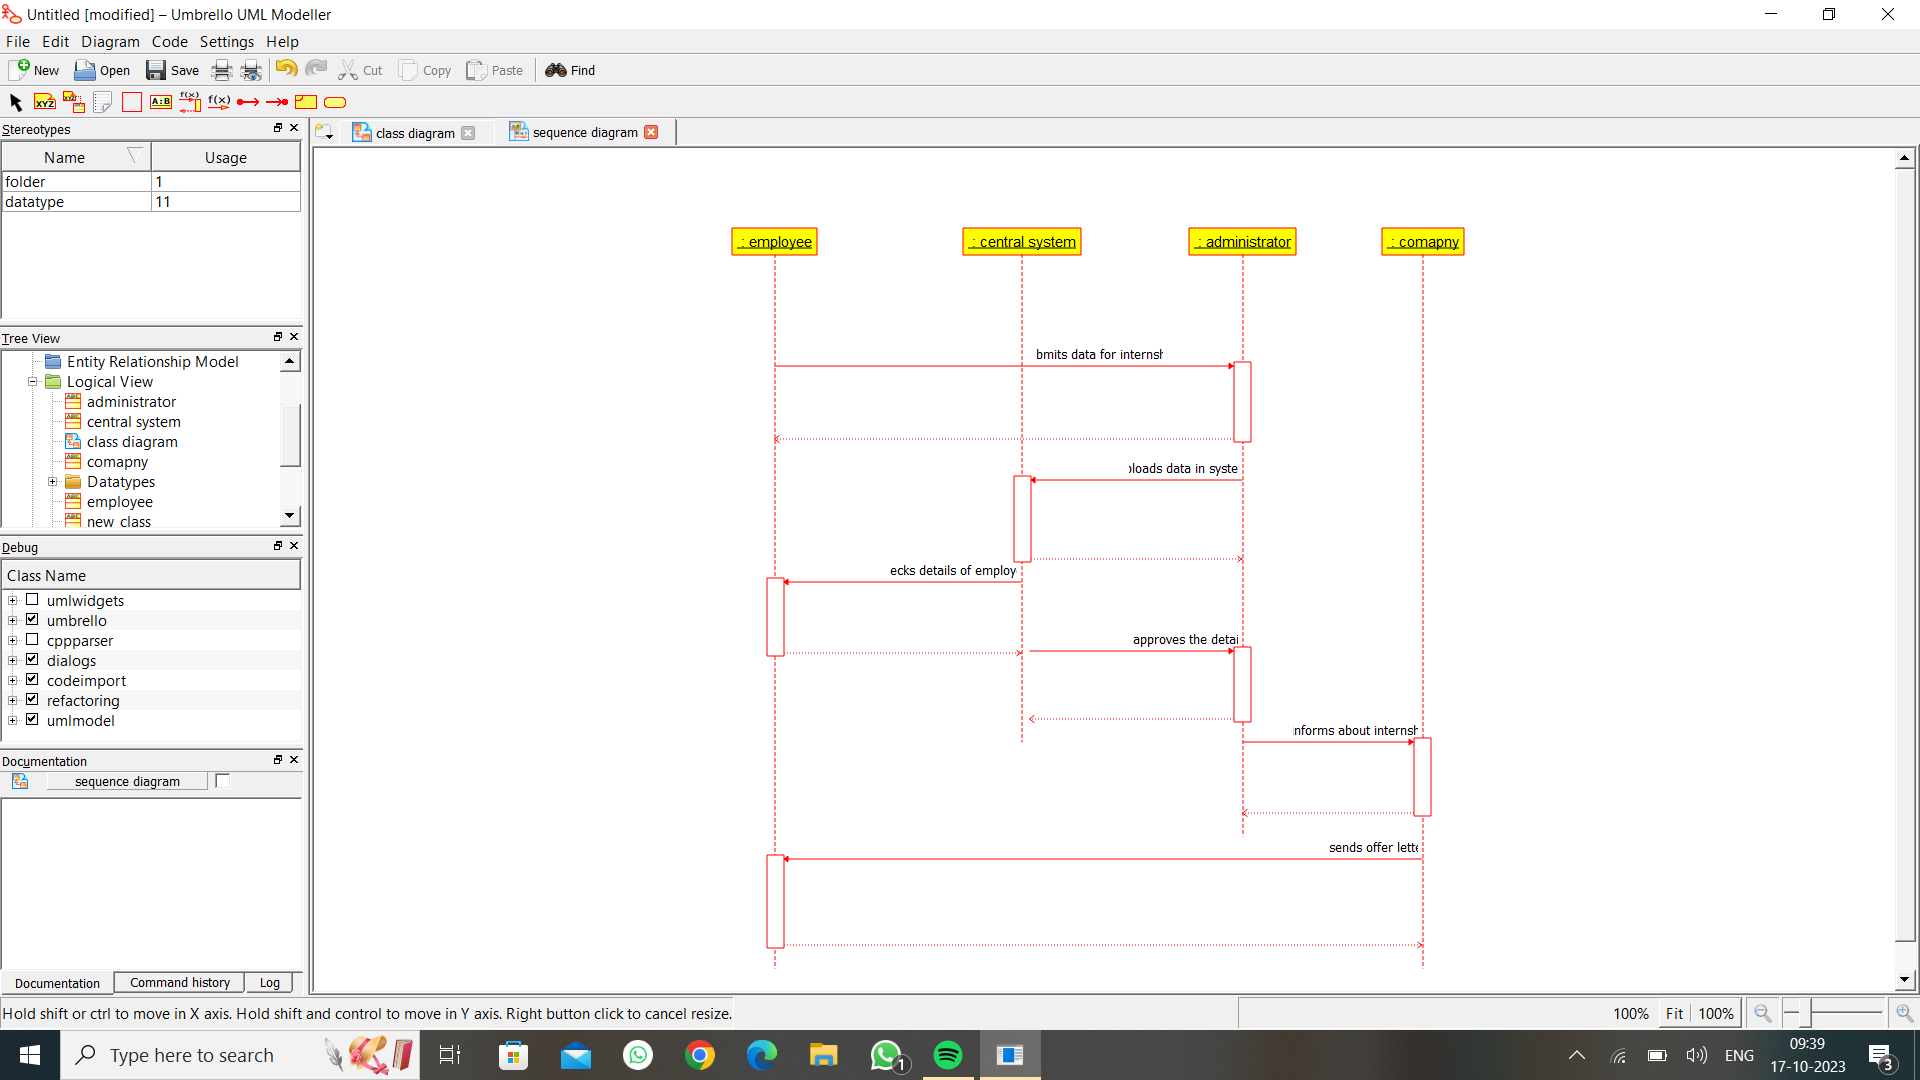 Untitled [modified] – Umbrello UML Modeller
File Edit Diagram Code Settings Help
New Open Save Cut Copy Paste Find
XYZ XYZ A:B f(x) f(x)
Stereotypes
Name Usage
folder 1
datatype 11
class diagram
sequence diagram
: employee
: central system
: administrator
: comapny
bmits data for internsh
loads data in syste
ecks details of employ
approves the detai
nforms about internsh
sends offer lette
Tree View
Entity Relationship Model
Logical View
administrator
central system
class diagram
comapny
Datatypes
employee
new class
Debug
Class Name
umlwidgets
umbrello
cppparser
dialogs
codeimport
refactoring
umlmodel
Documentation
sequence diagram
Documentation Command history Log
Hold shift or ctrl to move in X axis. Hold shift and control to move in Y axis. Right button click to cancel resize.
100% Fit 100%
Type here to search
1
ENG
09:39
17-10-2023
3